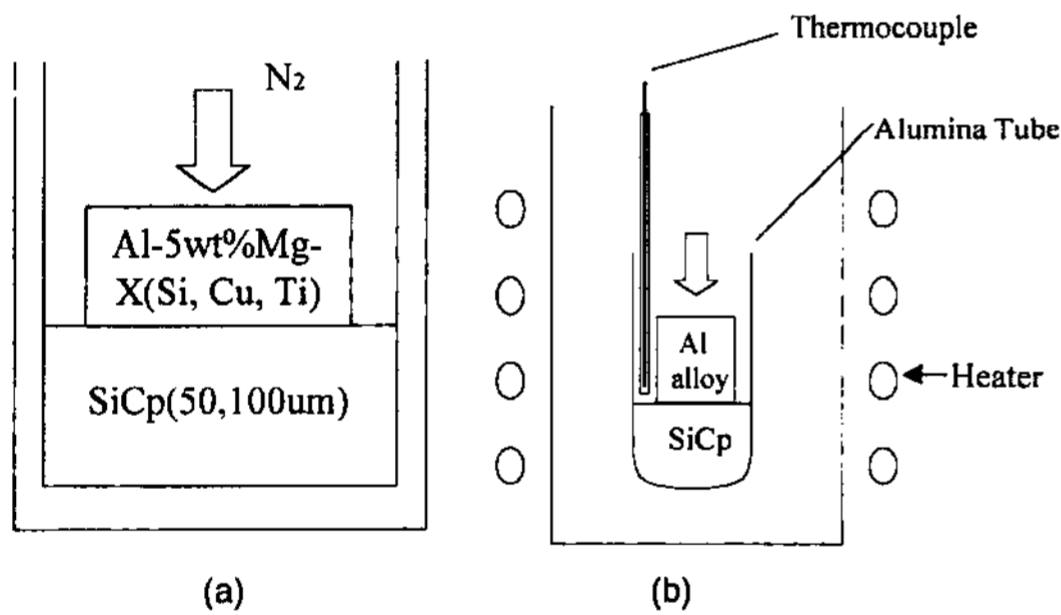 N₂
Al-5wt%Mg-
X(Si, Cu, Ti)
SiCp(50,100um)
(a)
Thermocouple
Alumina Tube
Al
alloy
Heater
SiCp
(b)